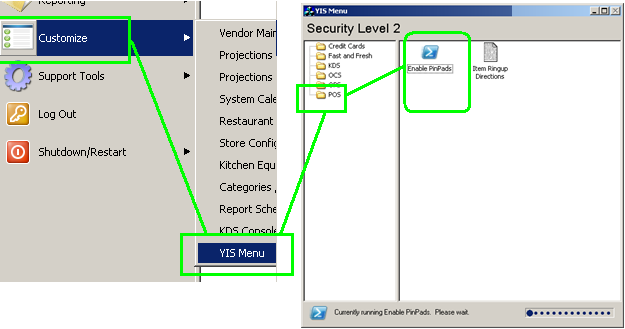 Reporting
Customize
Support Tools
Log Out
Shutdown/Restart
Vendor Main
Projections
Projections
System Cale
Restaurant
Store Config
Kitchen Equ
Categories
Report Sche
KDS Console
YIS Menu
YIS Menu
Security Level 2
Credit Cards
Fast and Fresh
KDS
OCS
POS
Enable PinPads
Item Ringup
Directions
Currently running Enable PinPads. Please wait.